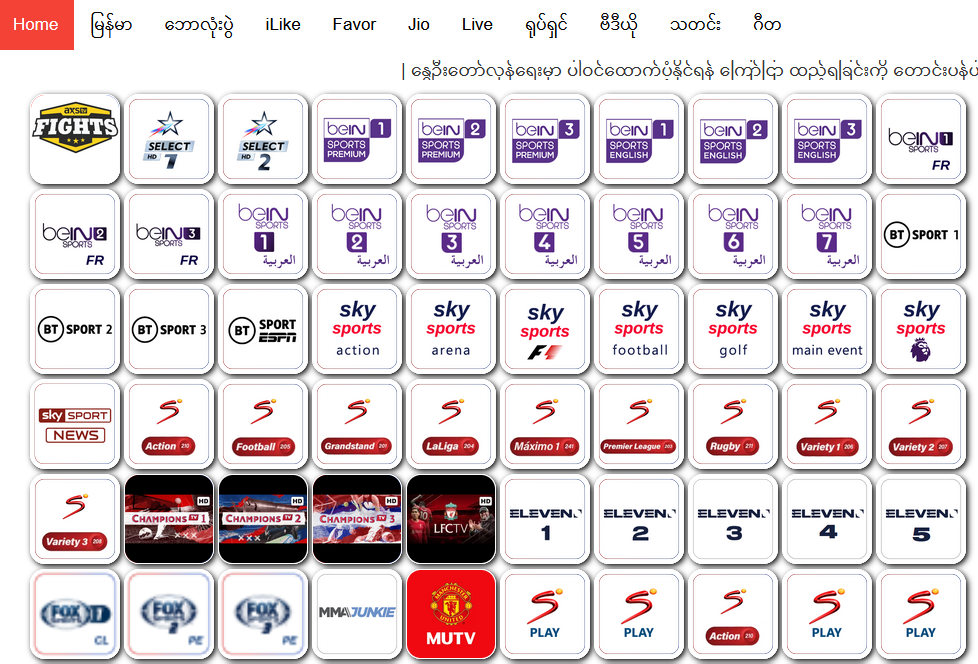 Home မြန်မာ ဘောလုံးပွဲ iLike Favor Jio Live ရုပ်ရှင် ဗီဒီယို သတင်း ဂီတ
| နွေဦးတော်လှန်ရေးမှာ ပါဝင်ထောက်ပံ့နိုင်ရန် ကြော်ငြာ ထည့်ရခြင်းကို တောင်းပန်ပ
axs tv FIGHTS
SELECT HD 1
SELECT HD 2
beIN 1 SPORTS PREMIUM
beIN 2 SPORTS PREMIUM
beIN 3 SPORTS PREMIUM
beIN 1 SPORTS ENGLISH
beIN 2 SPORTS ENGLISH
beIN 3 SPORTS ENGLISH
beIN 1 SPORTS FR
beIN 2 SPORTS FR
beIN 3 SPORTS FR
beIN SPORTS 1 العربية
beIN SPORTS 2 العربية
beIN SPORTS 3 العربية
beIN SPORTS 4 العربية
beIN SPORTS 5 العربية
beIN SPORTS 6 العربية
beIN SPORTS 7 العربية
BT SPORT 1
BT SPORT 2
BT SPORT 3
BT SPORT ESPN
sky sports action
sky sports arena
sky sports F1
sky sports football
sky sports golf
sky sports main event
sky sports
sky SPORT NEWS
Action 210
Football 205
Grandstand 201
LaLiga 204
Máximo 1 241
Premier League 203
Rugby 211
Variety 1 206
Variety 2 207
Variety 3 208
CHAMPIONS TV 1 HD
CHAMPIONS TV 2 HD
CHAMPIONS TV 3 HD
LFCTV HD
ELEVEN 1
ELEVEN 2
ELEVEN 3
ELEVEN 4
ELEVEN 5
FOX D CL
FOX 2 PE
FOX 3 PE
MMA JUNKIE
MANCHESTER UNITED MUTV
PLAY
PLAY
Action 210
PLAY
PLAY